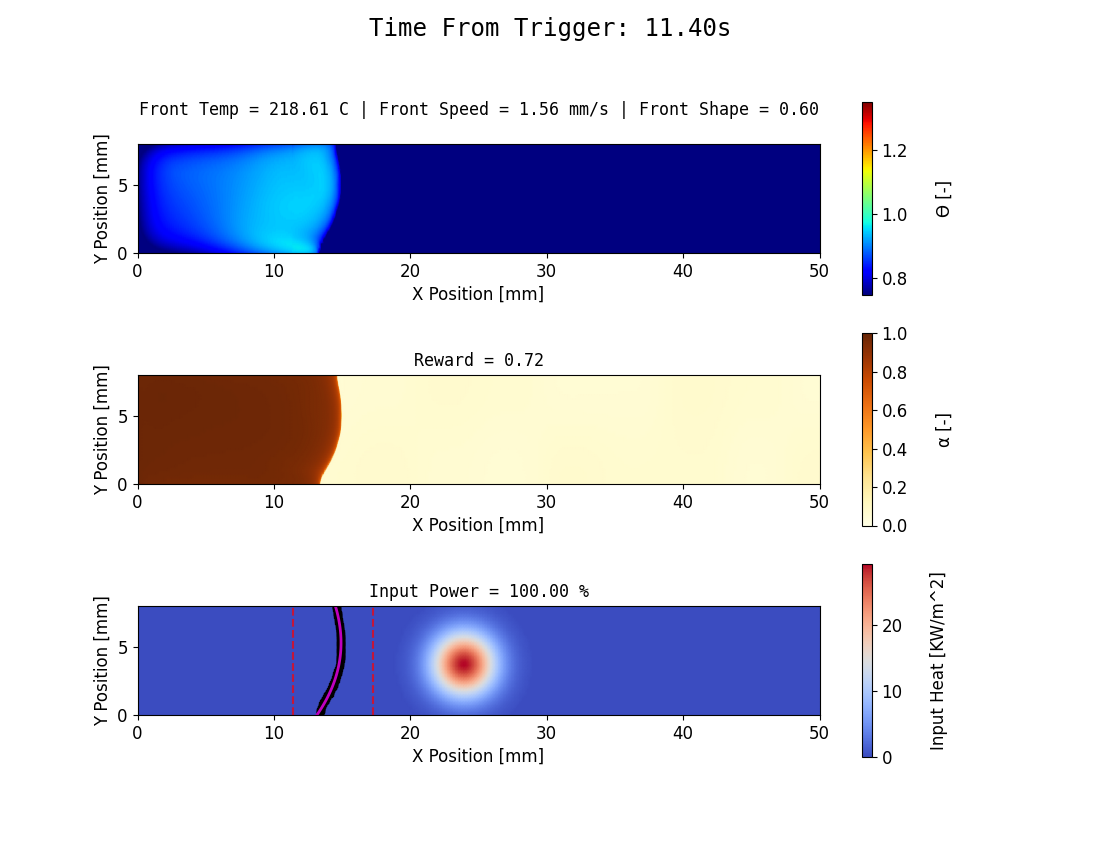 Time From Trigger: 11.40s
Front Temp = 218.61 C | Front Speed = 1.56 mm/s | Front Shape = 0.60
Y Position [mm]
5
0
0 10 20 30 40 50
X Position [mm]
1.2
1.0
0.8
Θ [-]
Reward = 0.72
Y Position [mm]
5
0
0 10 20 30 40 50
X Position [mm]
1.0
0.8
0.6
0.4
0.2
0.0
α [-]
Input Power = 100.00 %
Y Position [mm]
5
0
0 10 20 30 40 50
X Position [mm]
20
10
0
Input Heat [KW/m^2]